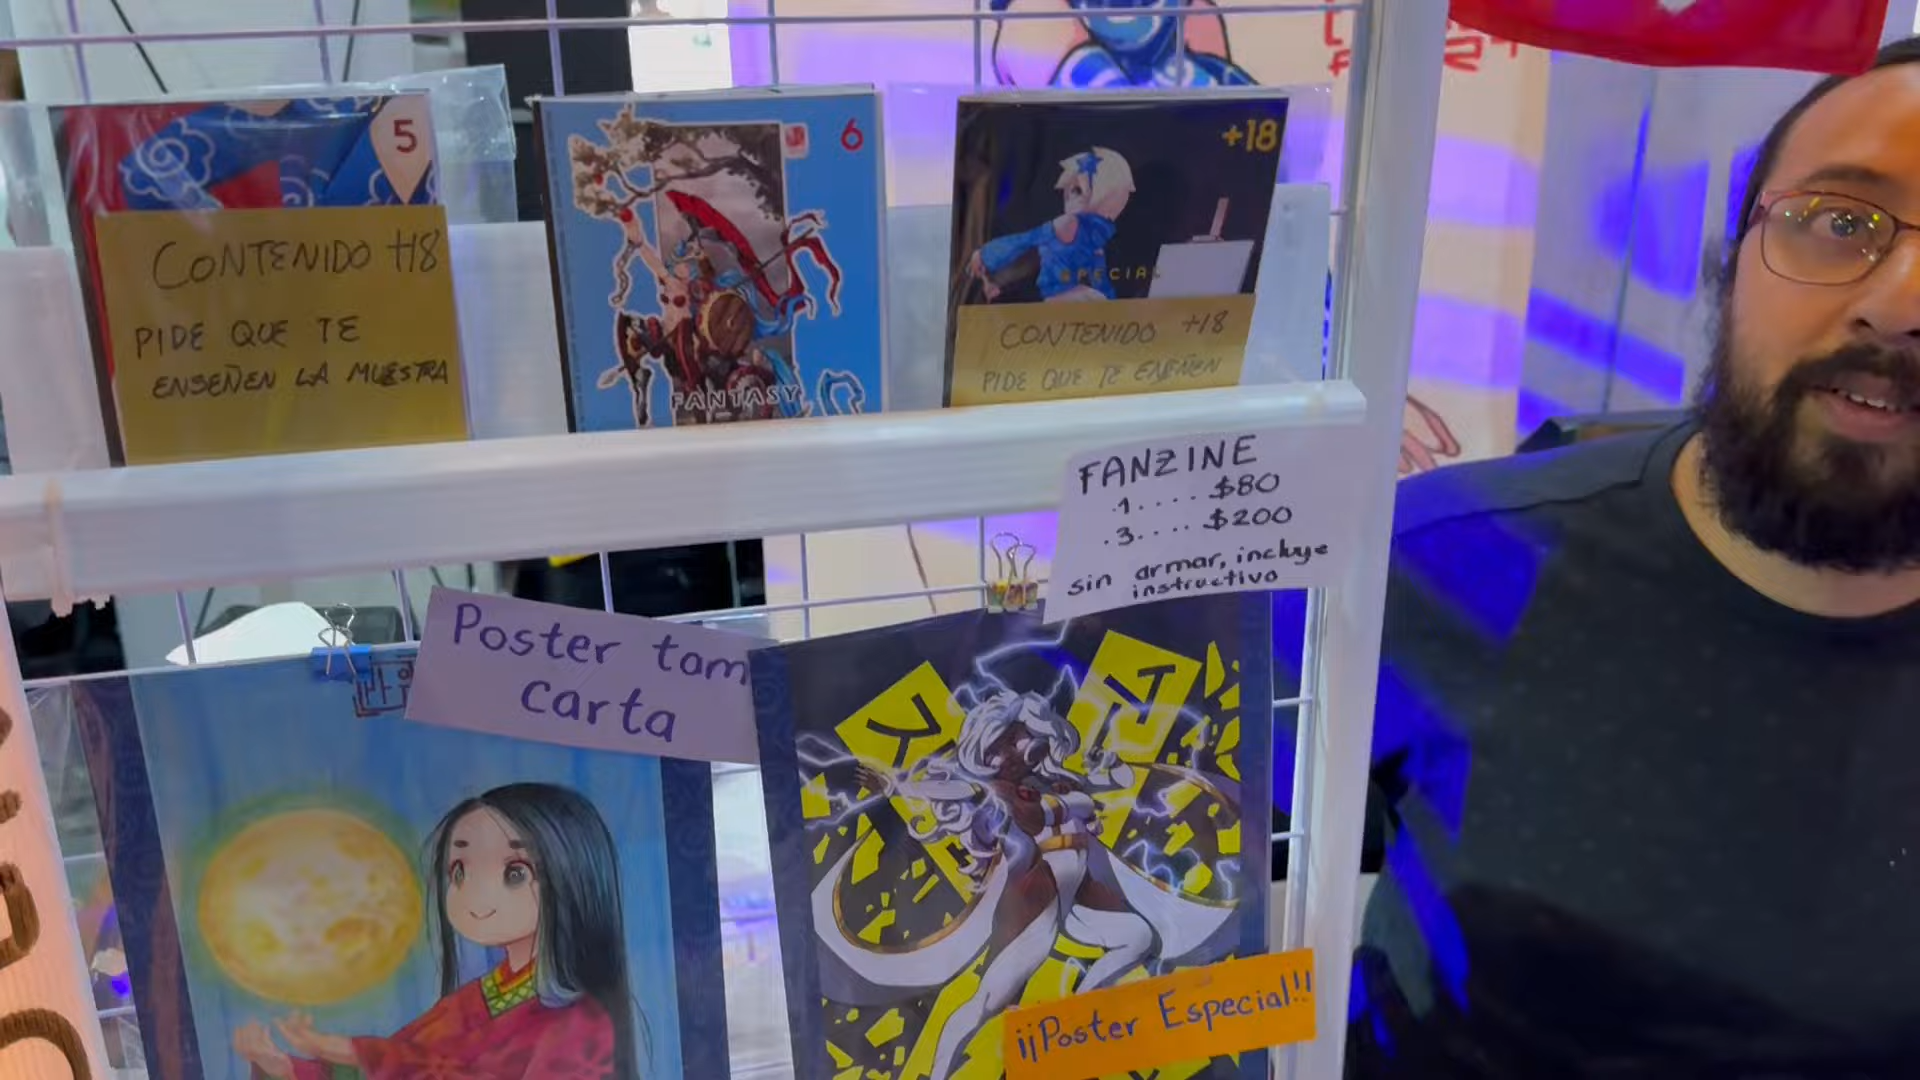 5
CONTENIDO +18
PIDE QUE TE
ENSEÑEN LA MUESTRA
6
FANTASY
+18
SPECIAL
CONTENIDO +18
PIDE QUE TE ENSEÑEN
FANZINE
.1.... $80
.3.... $200
sin armar, incluye
instructivo
Poster tam
carta
¡¡Poster Especial!!